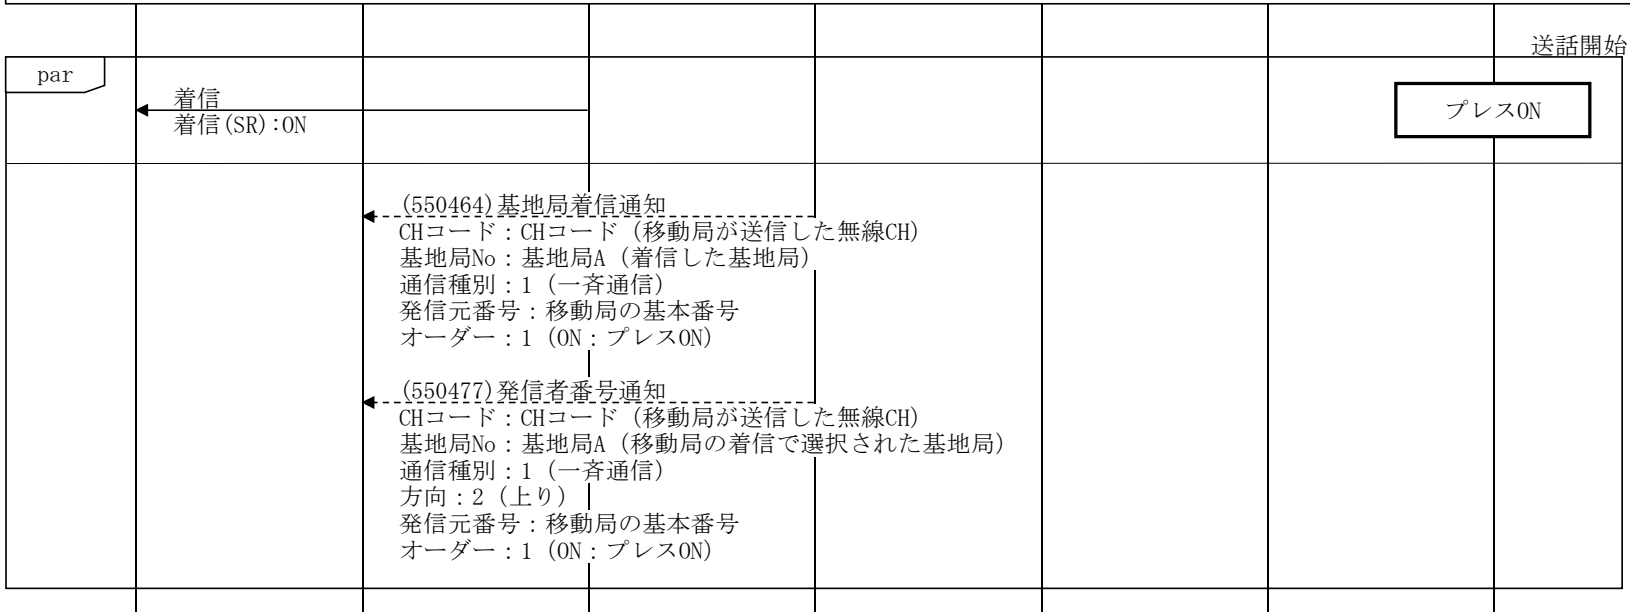 送話開始
par
着信
着信(SR):ON
プレスON
(550464)基地局着信通知
CHコード：CHコード（移動局が送信した無線CH）
基地局No：基地局A（着信した基地局）
通信種別：1（一斉通信）
発信元番号：移動局の基本番号
オーダー：1（ON：プレスON）
(550477)発信者番号通知
CHコード：CHコード（移動局が送信した無線CH）
基地局No：基地局A（移動局の着信で選択された基地局）
通信種別：1（一斉通信）
方向：2（上り）
発信元番号：移動局の基本番号
オーダー：1（ON：プレスON）